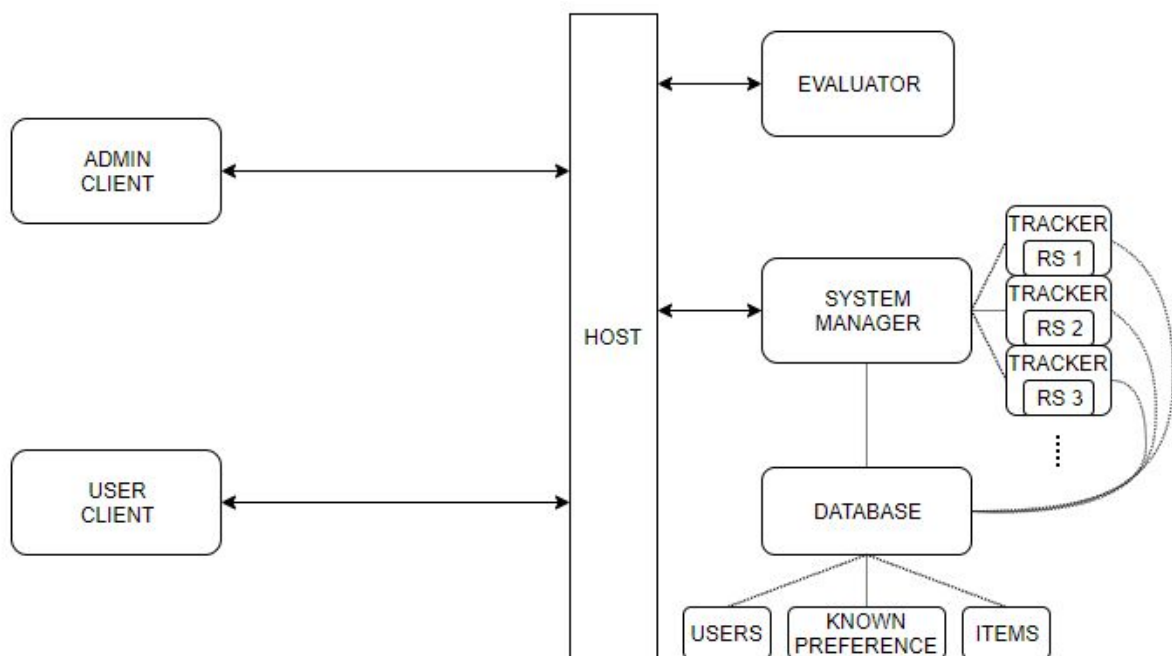 EVALUATOR
ADMIN
CLIENT
TRACKER
RS 1
SYSTEM
MANAGER
TRACKER
RS 2
HOST
TRACKER
RS 3
USER
CLIENT
DATABASE
USERS
KNOWN
PREFERENCE
ITEMS